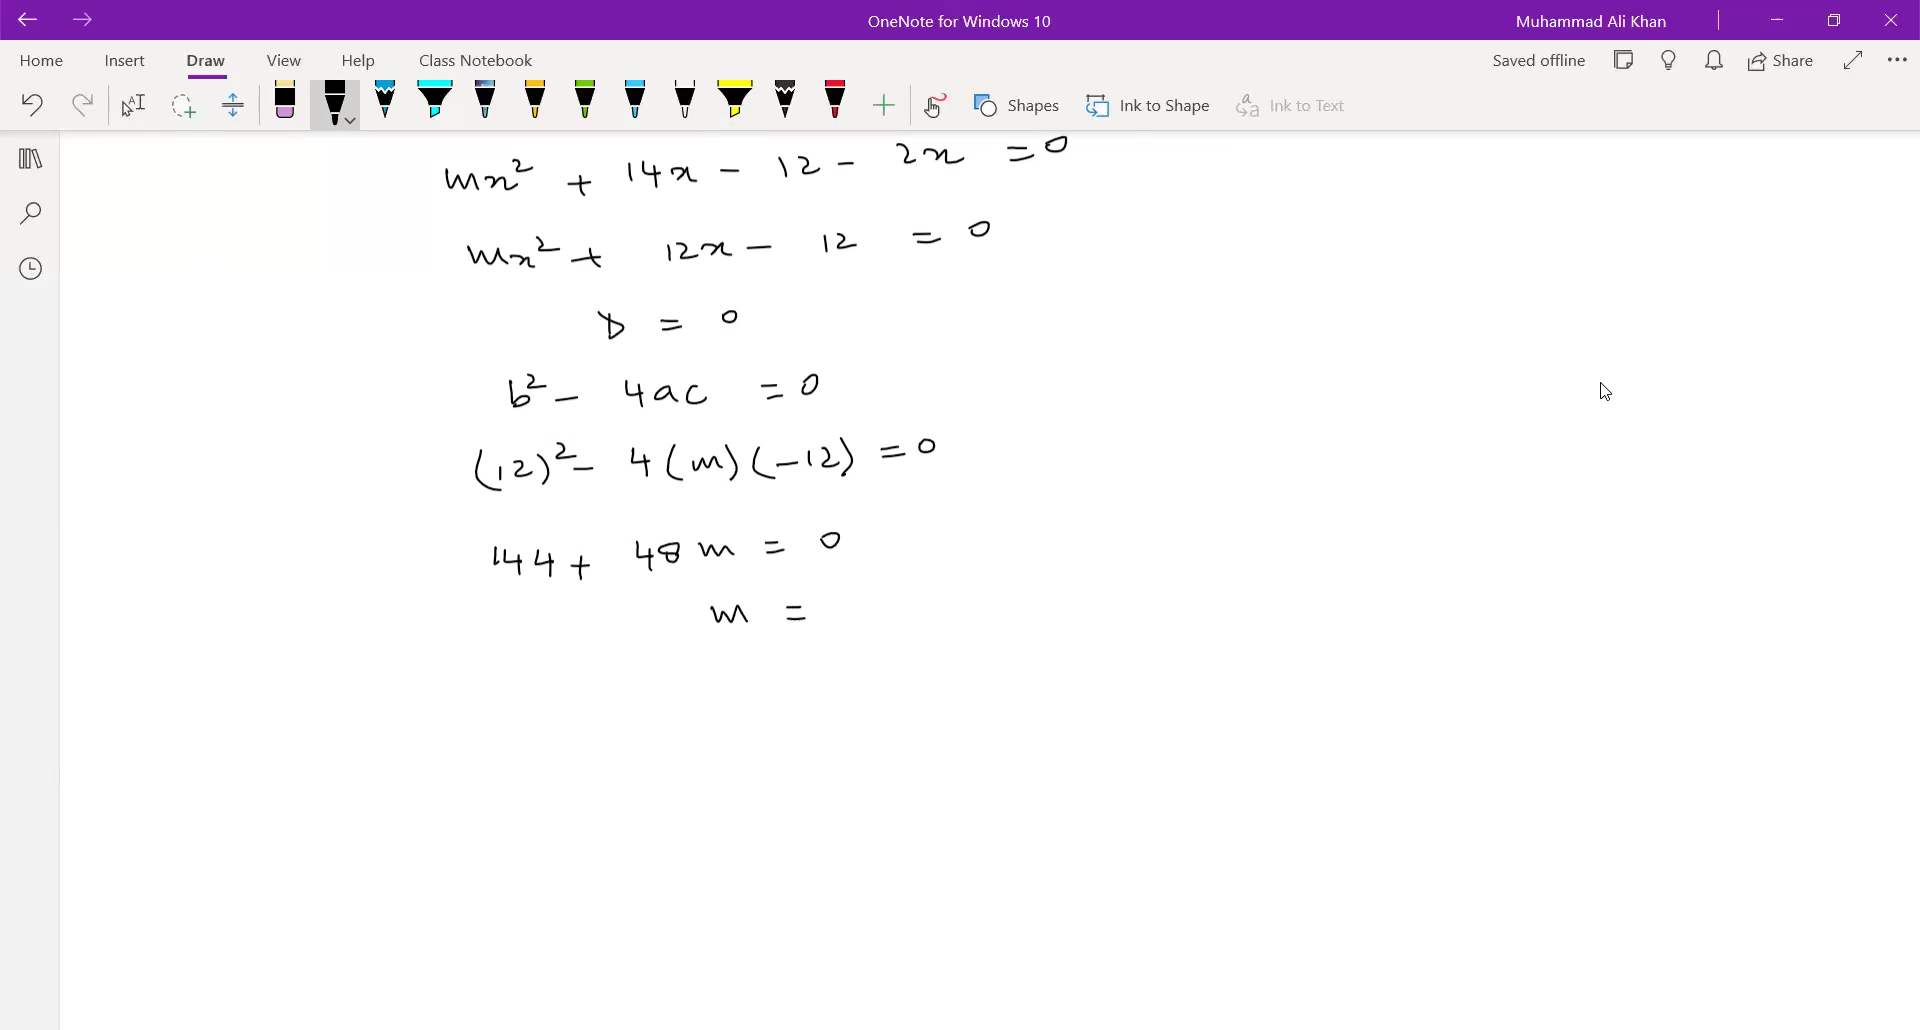 OneNote for Windows 10 Muhammad Ali Khan
Home Insert Draw View Help Class Notebook Saved offline Share
Shapes Ink to Shape Ink to Text
mx² + 14x - 12 - 2x = 0
mx² + 12x - 12 = 0
D = 0
b² - 4ac = 0
(12)² - 4(m)(-12) = 0
144 + 48m = 0
m =